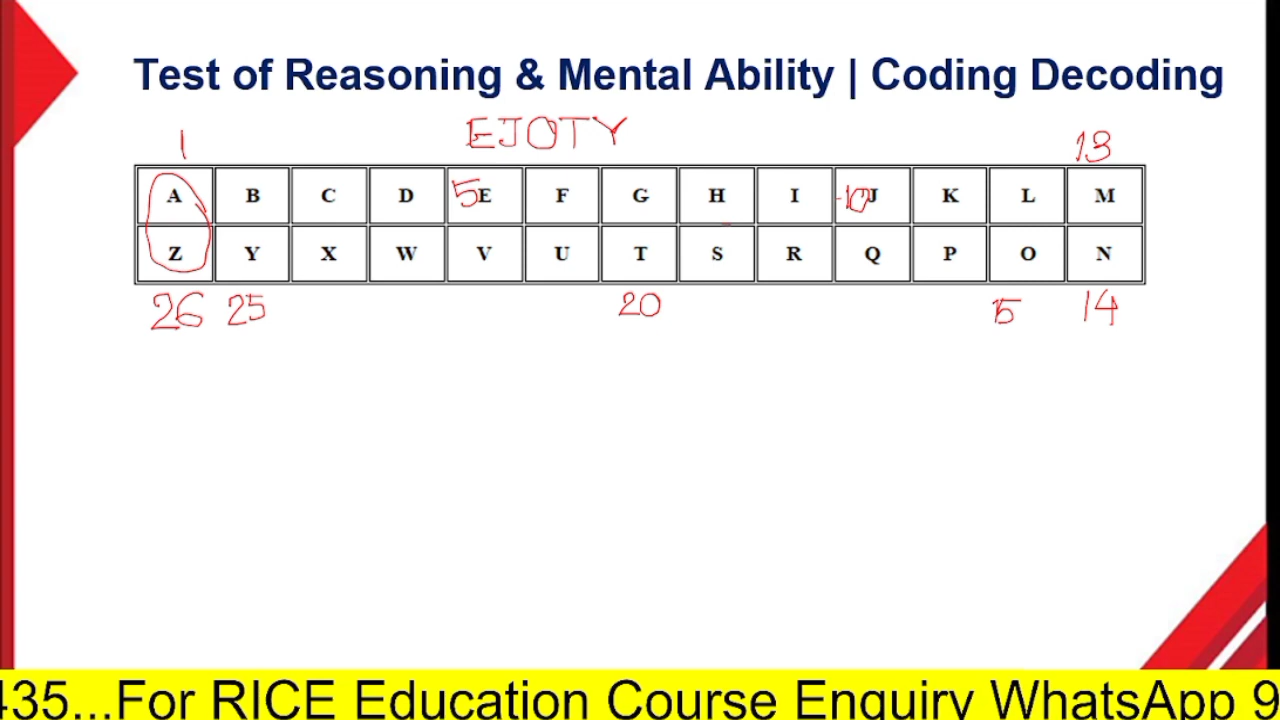 Test of Reasoning & Mental Ability | Coding Decoding
EJOTY
1 13
A B C D 5E F G H I 10J K L M
Z Y X W V U T S R Q P O N
26 25 20 15 14
435...For RICE Education Course Enquiry WhatsApp 9